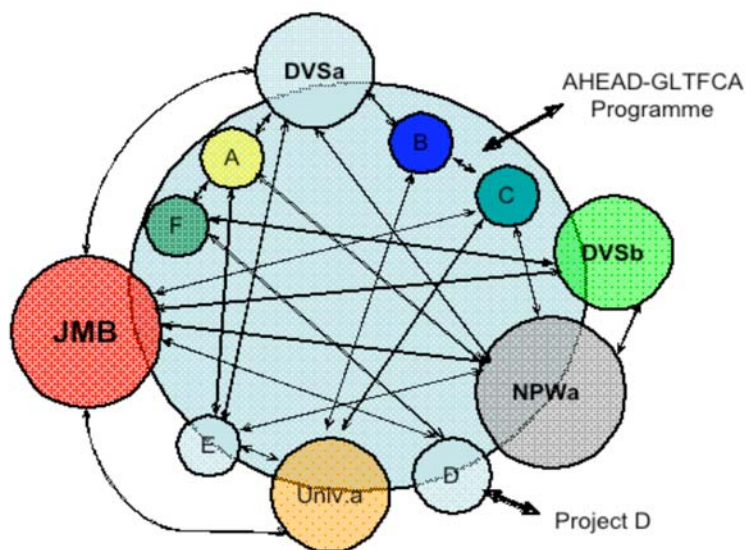 DVSa
AHEAD-GLTFCA
Programme
A
B
C
F
DVSb
JMB
NPWa
E
Univ.a
D
Project D